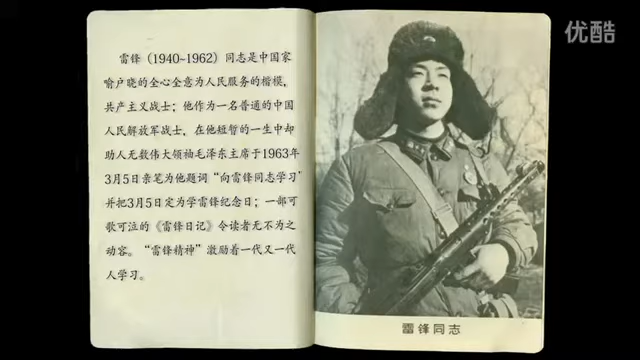 优酷
雷锋（1940~1962）同志是中国家
喻户晓的全心全意为人民服务的楷模，
共产主义战士；他作为一名普通的中国
人民解放军战士，在他短暂的一生中却
助人无数伟大领袖毛泽东主席于1963年
3月5日亲笔为他题词“向雷锋同志学习”
并把3月5日定为学雷锋纪念日；一部可
歌可泣的《雷锋日记》令读者无不为之
动容。“雷锋精神”激励着一代又一代
人学习。
雷锋同志